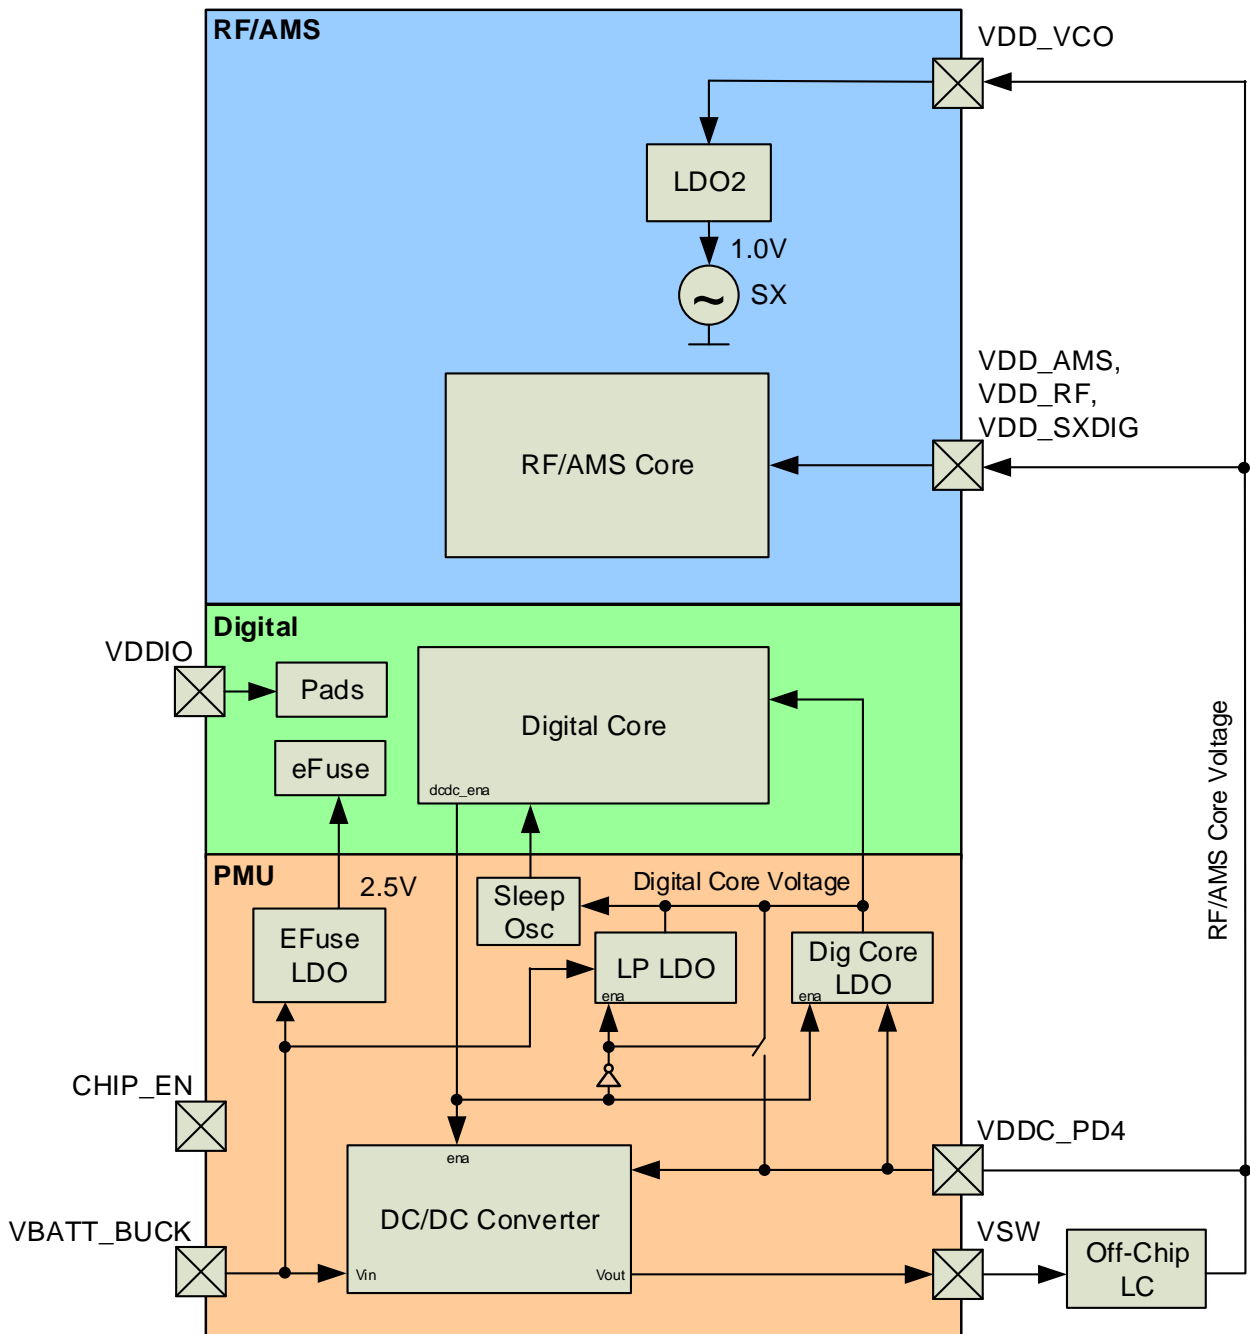 RF/AMS
VDD_VCO
LDO2
1.0V
SX
VDD_AMS,
VDD_RF,
VDD_SXDIG
RF/AMS Core
Digital
VDDIO
Pads
Digital Core
eFuse
dcdc_ena
RF/AMS Core Voltage
PMU
2.5V
Sleep
Osc
Digital Core Voltage
EFuse
LDO
LP LDO
ena
Dig Core
LDO
ena
CHIP_EN
VDDC_PD4
ena
DC/DC Converter
VBATT_BUCK
Vin
Vout
VSW
Off-Chip
LC